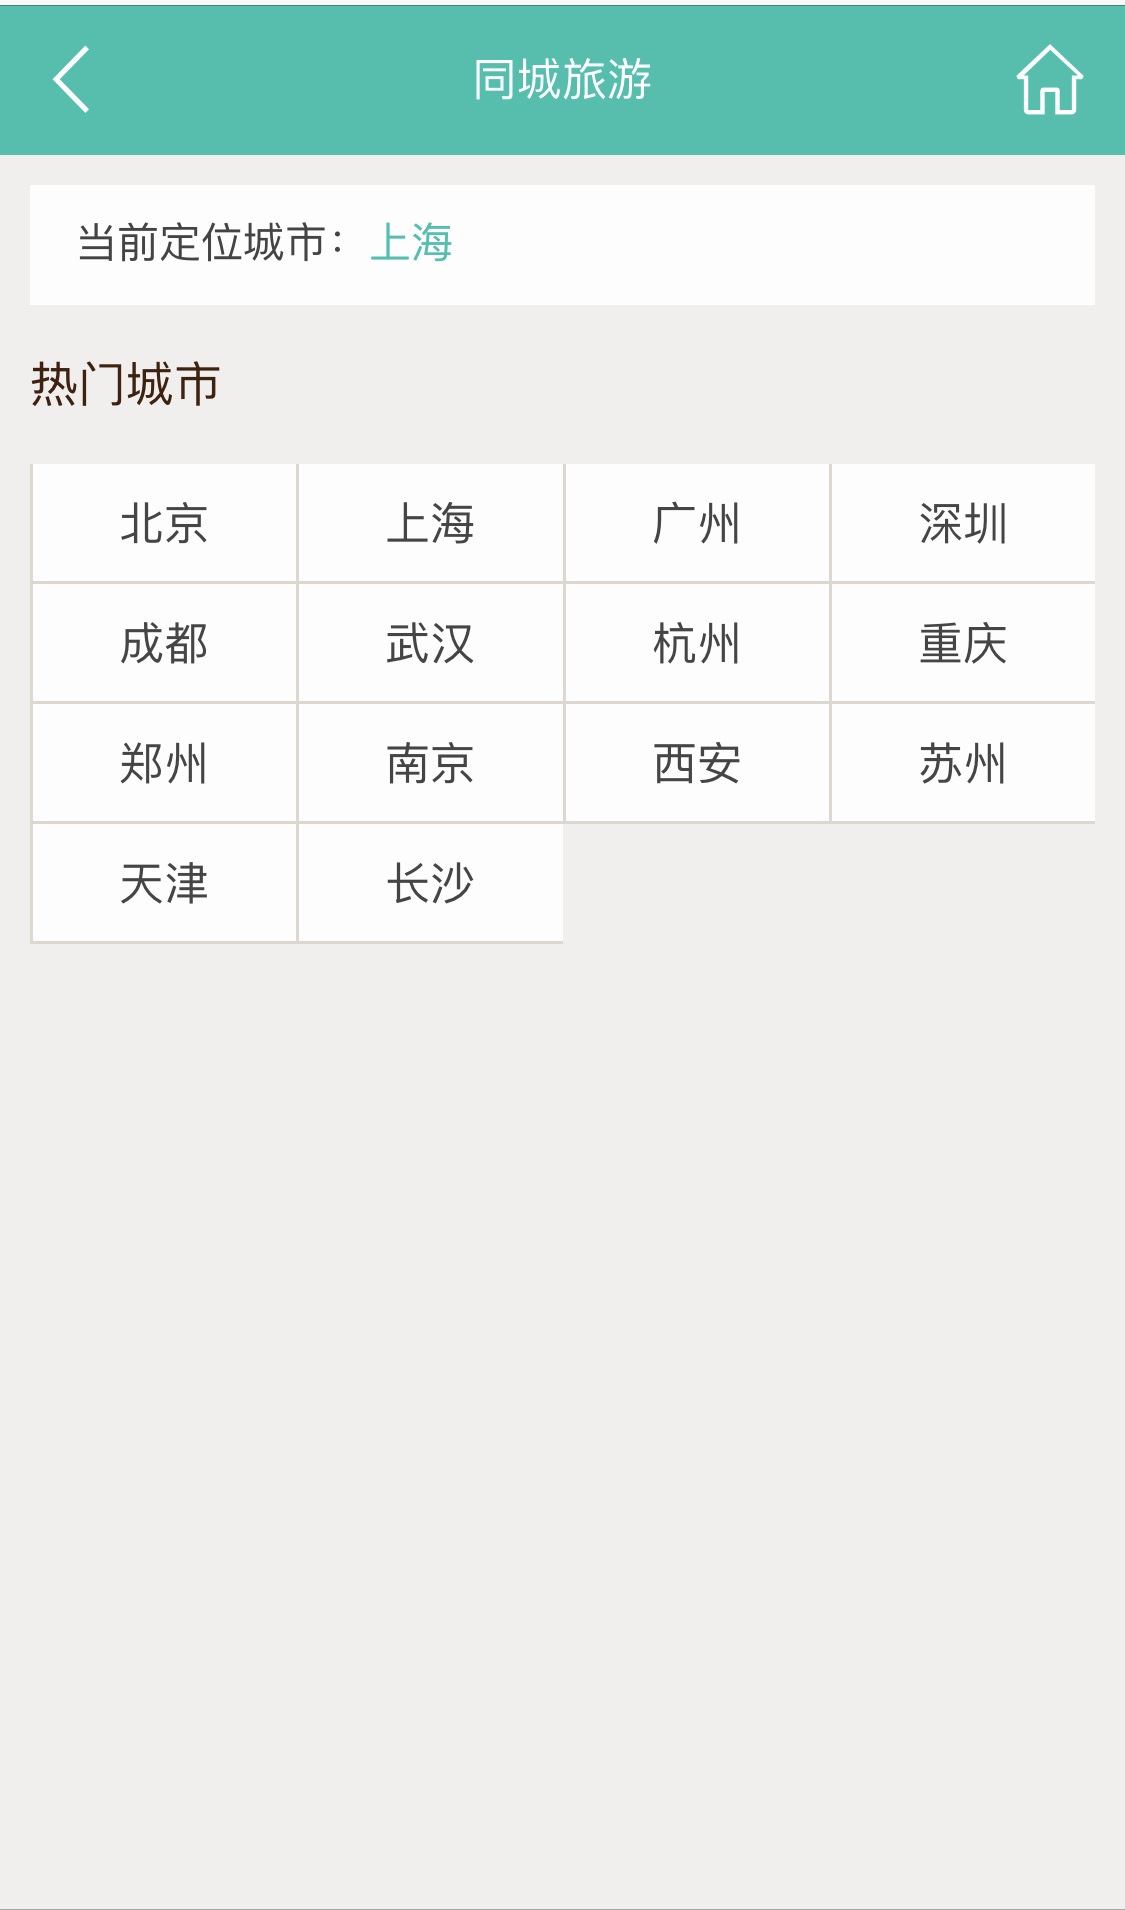 同城旅游
当前定位城市：上海
热门城市
北京 上海 广州 深圳
成都 武汉 杭州 重庆
郑州 南京 西安 苏州
天津 长沙